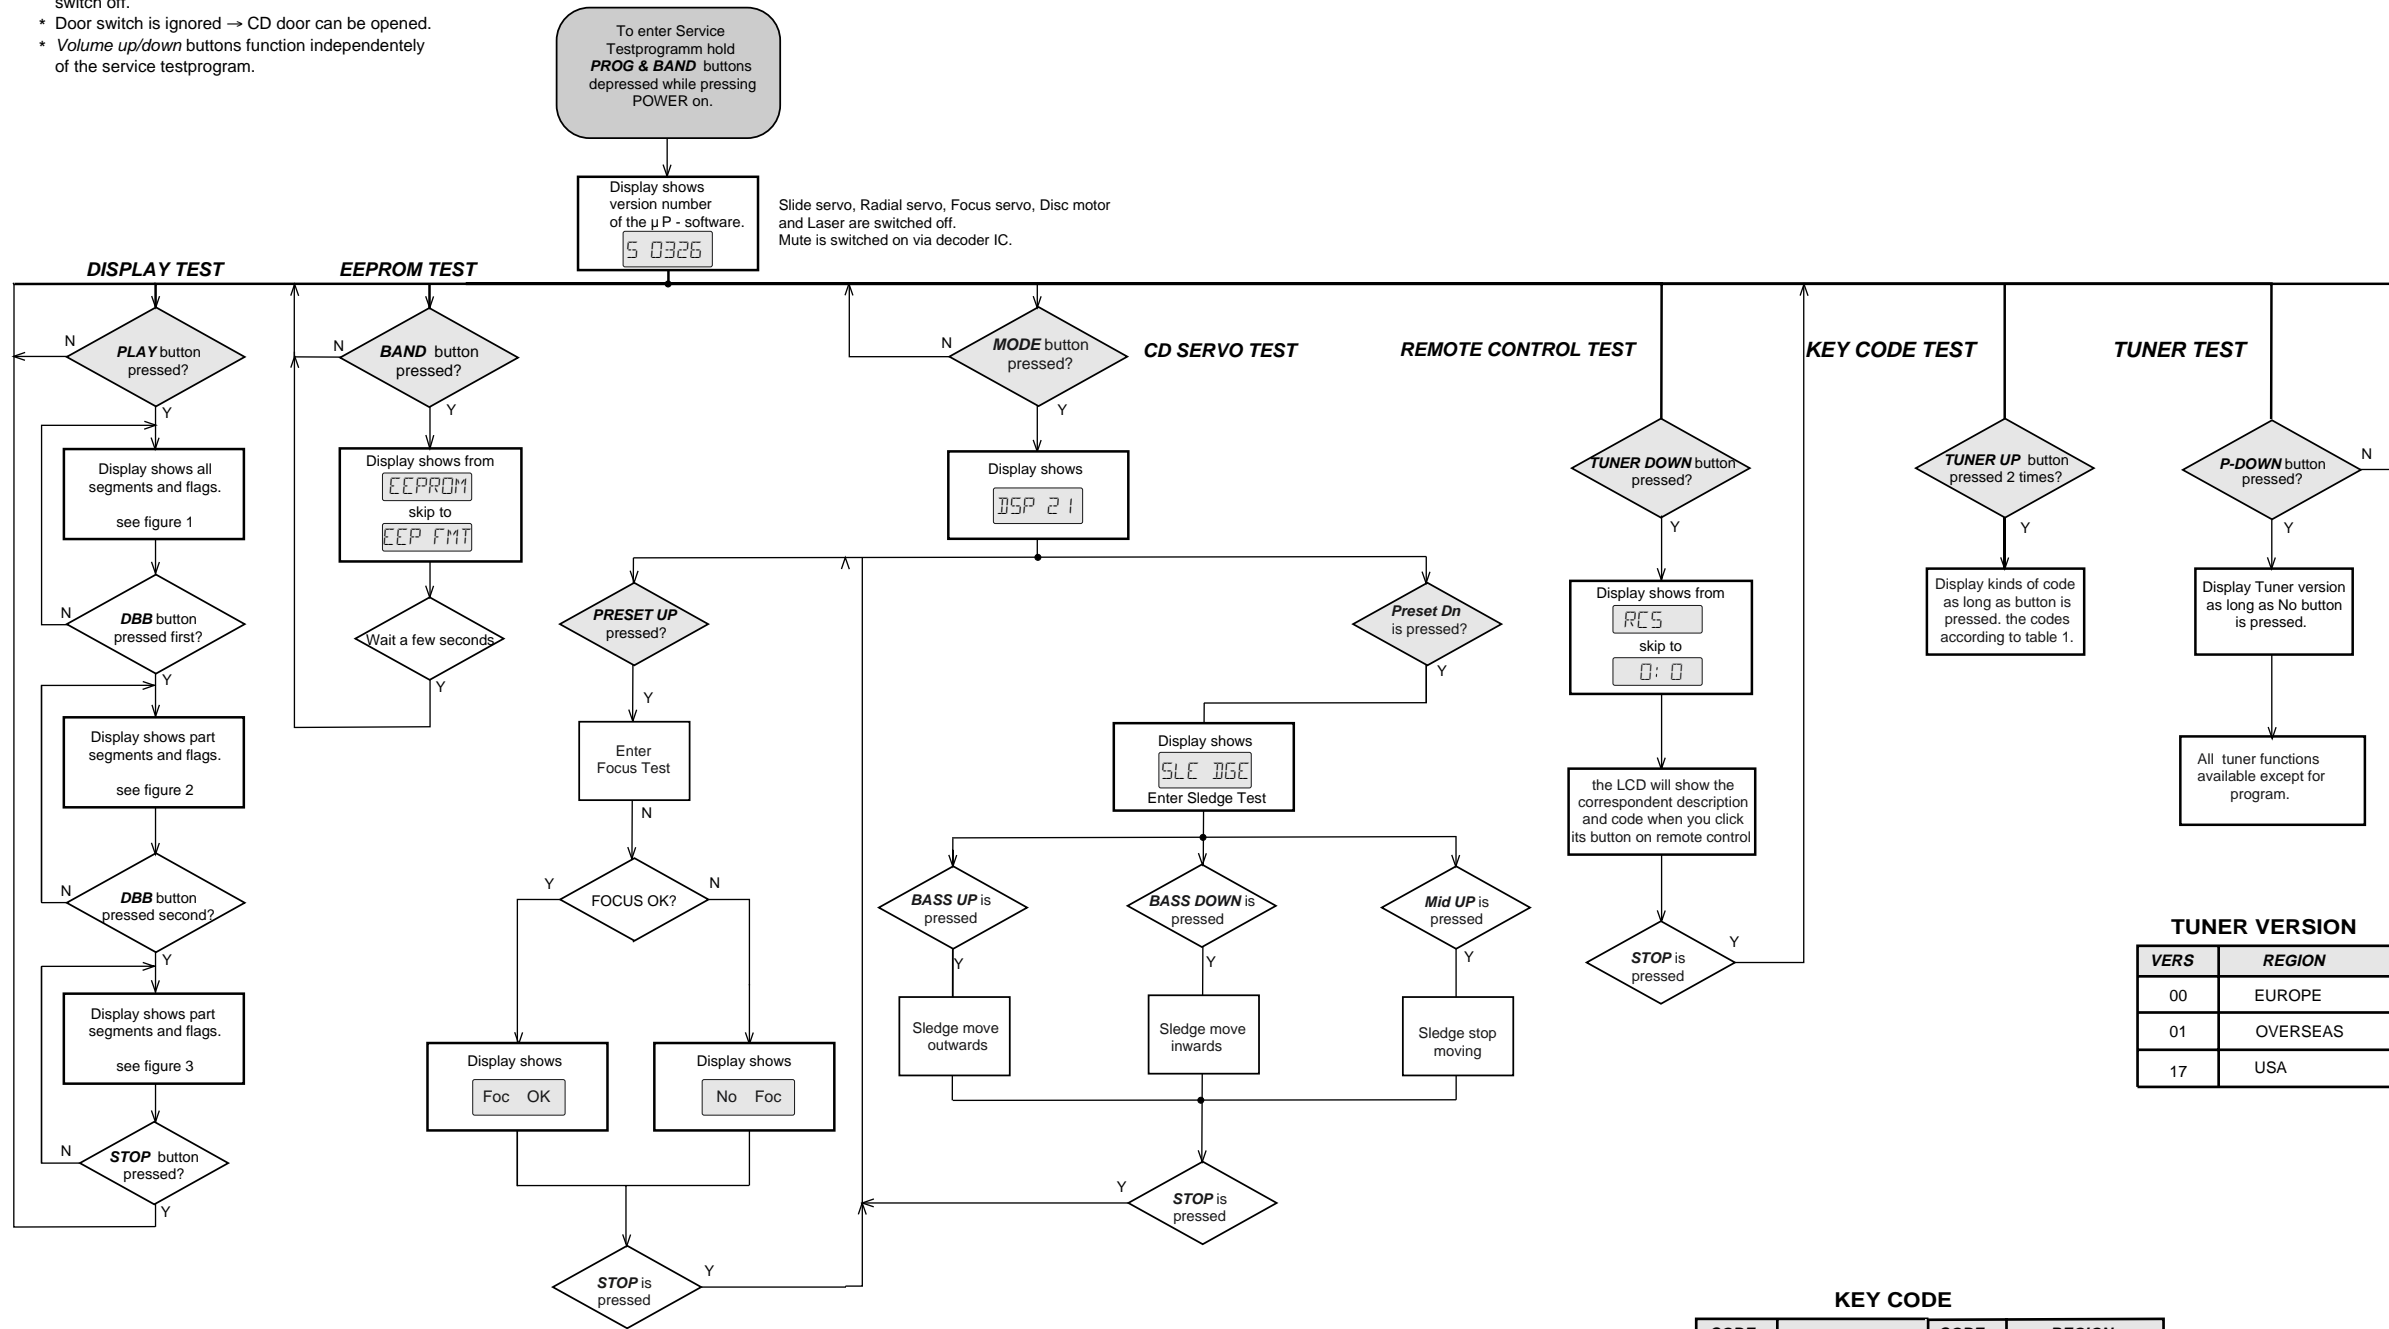 switch off.
* Door switch is ignored → CD door can be opened.
* Volume up/down buttons function independentely
of the service testprogram.
To enter Service
Testprogramm hold
PROG & BAND buttons
depressed while pressing
POWER on.
Display shows
version number
of the µ P - software.
S 0326
Slide servo, Radial servo, Focus servo, Disc motor
and Laser are switched off.
Mute is switched on via decoder IC.
DISPLAY TEST
PLAY button
pressed?
N
Y
Display shows all
segments and flags.
see figure 1
DBB button
pressed first?
N
Y
Display shows part
segments and flags.
see figure 2
DBB button
pressed second?
N
Y
Display shows part
segments and flags.
see figure 3
STOP button
pressed?
N
Y
EEPROM TEST
BAND button
pressed?
N
Y
Display shows from
EEPROM
skip to
EEP FMT
Wait a few seconds
Y
CD SERVO TEST
MODE button
pressed?
N
Y
Display shows
DSP 21
PRESET UP
pressed?
Y
Enter
Focus Test
N
FOCUS OK?
Y
N
Display shows
Foc OK
Display shows
No Foc
STOP is
pressed
Y
Preset Dn
is pressed?
Y
Display shows
SLE DGE
Enter Sledge Test
BASS UP is
pressed
Y
Sledge move
outwards
BASS DOWN is
pressed
Y
Sledge move
inwards
Mid UP is
pressed
Y
Sledge stop
moving
STOP is
pressed
Y
REMOTE CONTROL TEST
TUNER DOWN button
pressed?
Y
Display shows from
RC5
skip to
0: 0
the LCD will show the
correspondent description
and code when you click
its button on remote control
STOP is
pressed
Y
KEY CODE TEST
TUNER UP button
pressed 2 times?
Y
Display kinds of code
as long as button is
pressed. the codes
according to table 1.
TUNER TEST
P-DOWN button
pressed?
N
Y
Display Tuner version
as long as No button
is pressed.
All tuner functions
available except for
program.
TUNER VERSION
VERS REGION
00 EUROPE
01 OVERSEAS
17 USA
KEY CODE
CODE CODE REGION